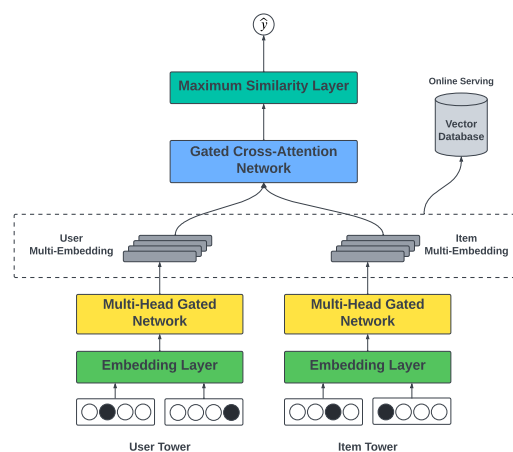 ŷ
Maximum Similarity Layer
Online Serving
Vector
Database
Gated Cross-Attention
Network
User
Multi-Embedding
Item
Multi-Embedding
Multi-Head Gated
Network
Multi-Head Gated
Network
Embedding Layer
Embedding Layer
User Tower
Item Tower